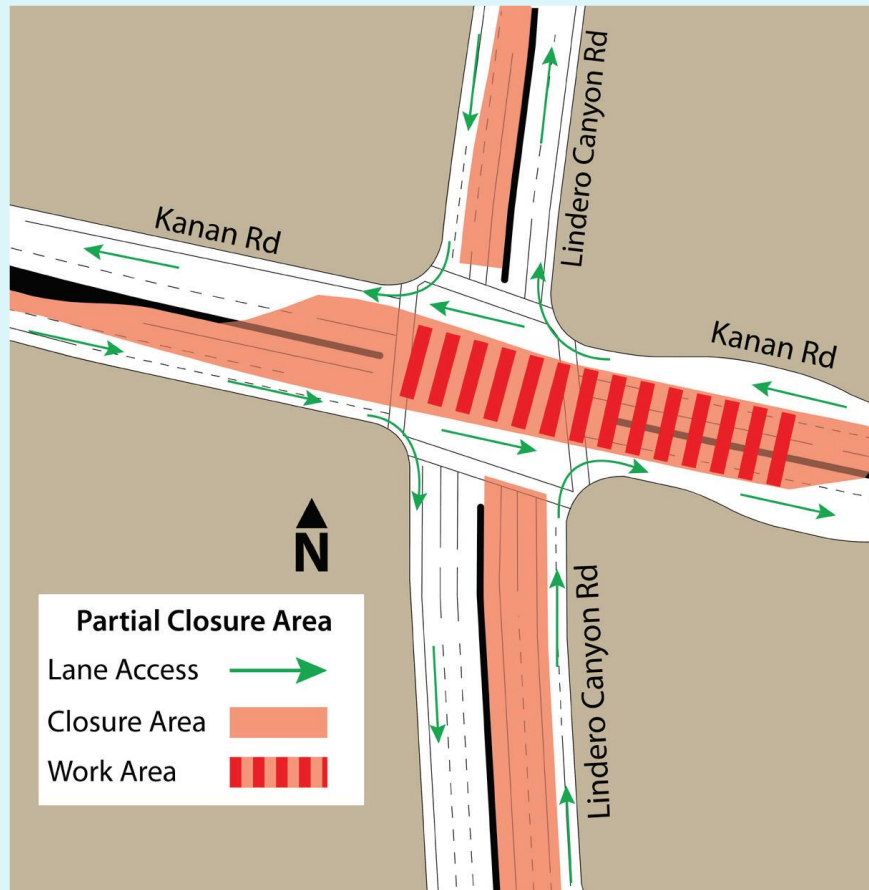 Lindero Canyon Rd
Kanan Rd
Kanan Rd
N
Lindero Canyon Rd
Partial Closure Area
Lane Access
Closure Area
Work Area